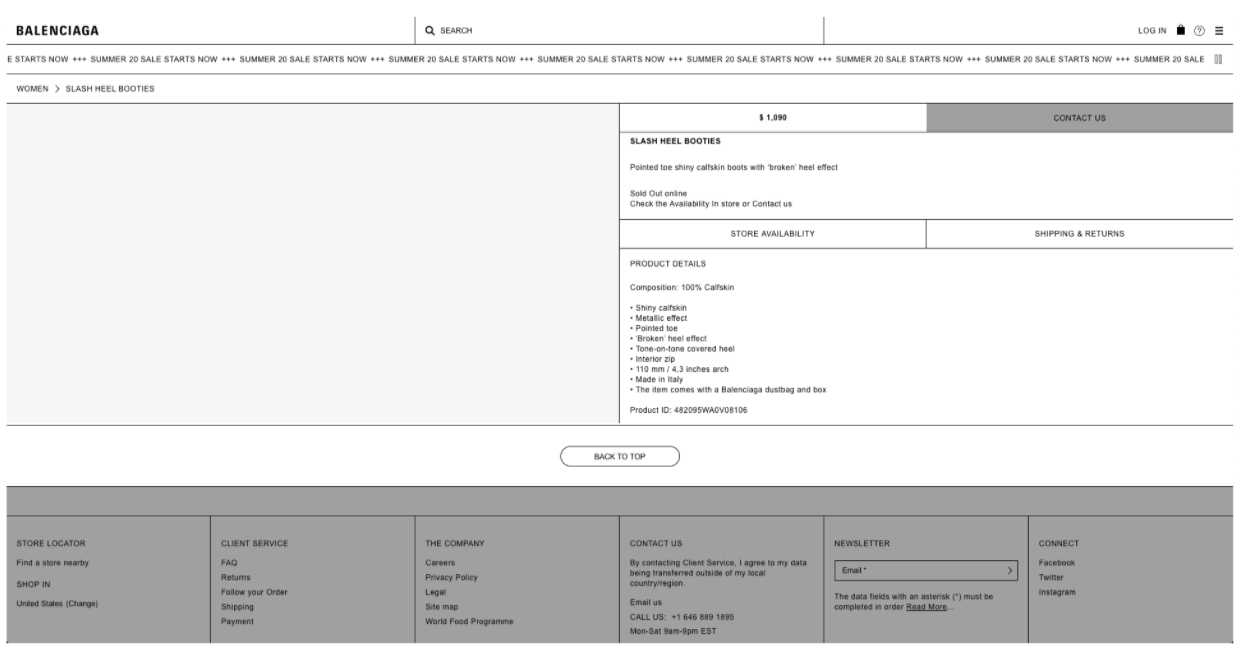 BALENCIAGA
SEARCH
LOG IN
E STARTS NOW +++ SUMMER 20 SALE STARTS NOW +++ SUMMER 20 SALE STARTS NOW +++ SUMMER 20 SALE STARTS NOW +++ SUMMER 20 SALE STARTS NOW +++ SUMMER 20 SALE STARTS NOW +++ SUMMER 20 SALE STARTS NOW +++ SUMMER 20 SALE STARTS NOW +++ SUMMER 20 SALE
WOMEN > SLASH HEEL BOOTIES
$ 1,090
CONTACT US
SLASH HEEL BOOTIES
Pointed toe shiny calfskin boots with 'broken' heel effect
Sold Out online
Check the Availability In store or Contact us
STORE AVAILABILITY
SHIPPING & RETURNS
PRODUCT DETAILS
Composition: 100% Calfskin
• Shiny calfskin
• Metallic effect
• Pointed toe
• 'Broken' heel effect
• Tone-on-tone covered heel
• Interior zip
• 110 mm / 4,3 inches arch
• Made in Italy
• The item comes with a Balenciaga dustbag and box
Product ID: 482095WA0V08106
BACK TO TOP
STORE LOCATOR
Find a store nearby
SHOP IN
United States (Change)
CLIENT SERVICE
FAQ
Returns
Follow your Order
Shipping
Payment
THE COMPANY
Careers
Privacy Policy
Legal
Site map
World Food Programme
CONTACT US
By contacting Client Service, I agree to my data
being transferred outside of my local
country/region.
Email us
CALL US: +1 646 889 1895
Mon-Sat 9am-9pm EST
NEWSLETTER
Email *
The data fields with an asterisk (*) must be
completed in order Read More...
CONNECT
Facebook
Twitter
Instagram